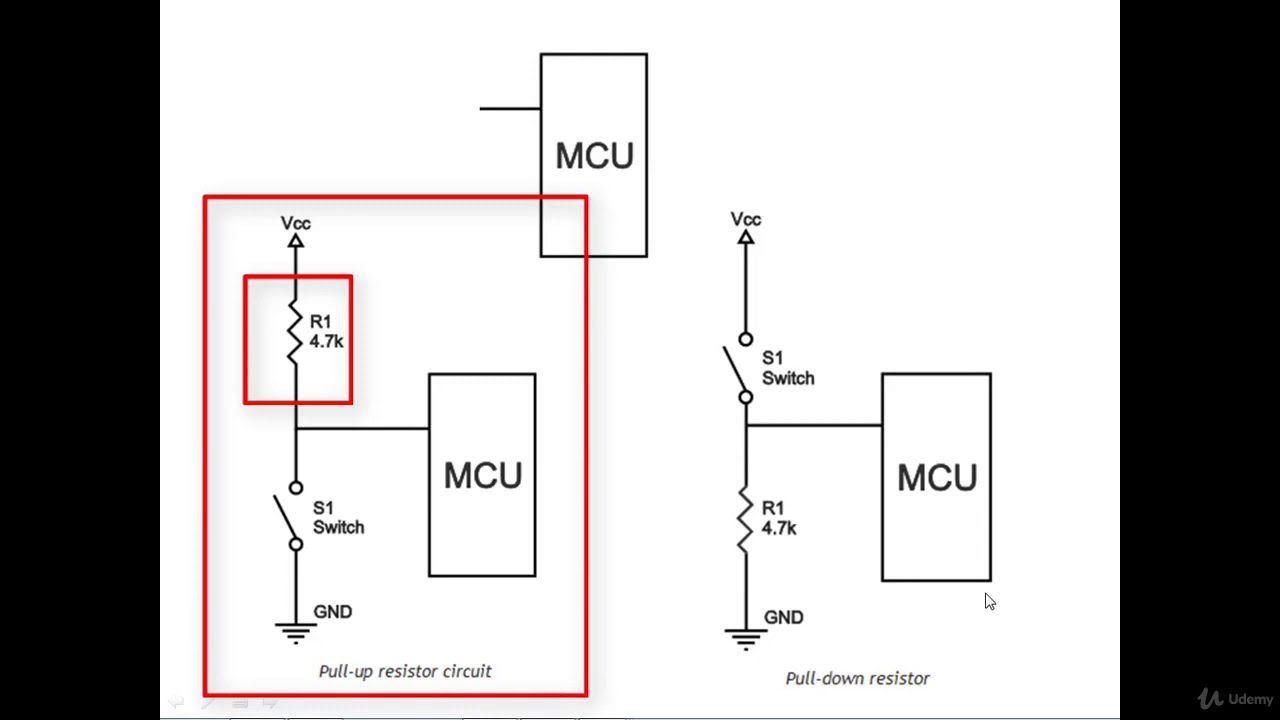 MCU
Vcc
R1
4.7k
MCU
S1
Switch
GND
Pull-up resistor circuit
Vcc
S1
Switch
MCU
R1
4.7k
GND
Pull-down resistor
Udemy